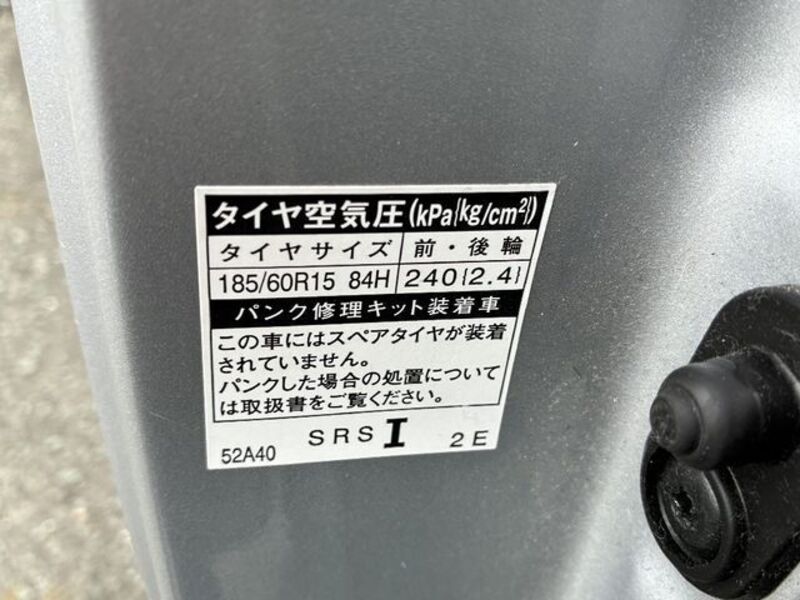 タイヤ空気圧(kPa{kg/cm²})
タイヤサイズ 前・後輪
185/60R15 84H 240{2.4}
パンク修理キット装着車
この車にはスペアタイヤが装着
されていません。
パンクした場合の処置について
は取扱書をご覧ください。
52A40 SRS I 2E